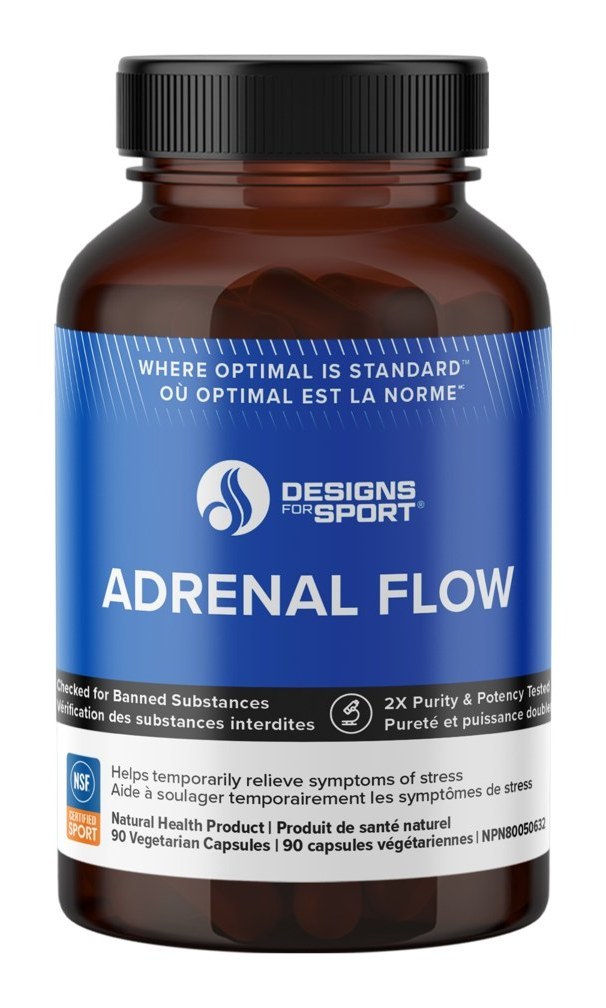 WHERE OPTIMAL IS STANDARD™
OÙ OPTIMAL EST LA NORME ᴹᶜ
DESIGNS
FOR SPORT®
ADRENAL FLOW
Checked for Banned Substances
Vérification des substances interdites
2X Purity & Potency Tested
Pureté et puissance double
NSF
CERTIFIED
SPORT
Helps temporarily relieve symptoms of stress
Aide à soulager temporairement les symptômes de stress
Natural Health Product | Produit de santé naturel
90 Vegetarian Capsules | 90 capsules végétariennes | NPN80050632